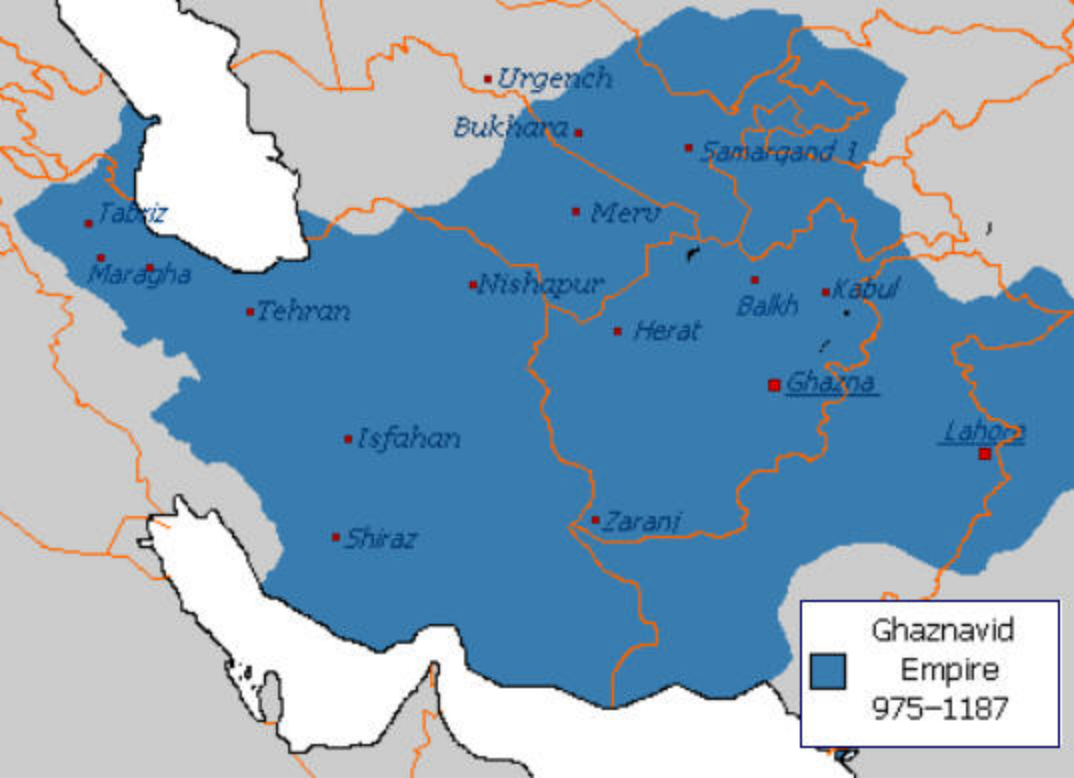 Urgench
Bukhara
Samarqand
Merv
Tabriz
Maragha
Nishapur
Tehran
Balkh
Kabul
Herat
Ghazna
Isfahan
Lahore
Zaranj
Shiraz
Ghaznavid
Empire
975–1187